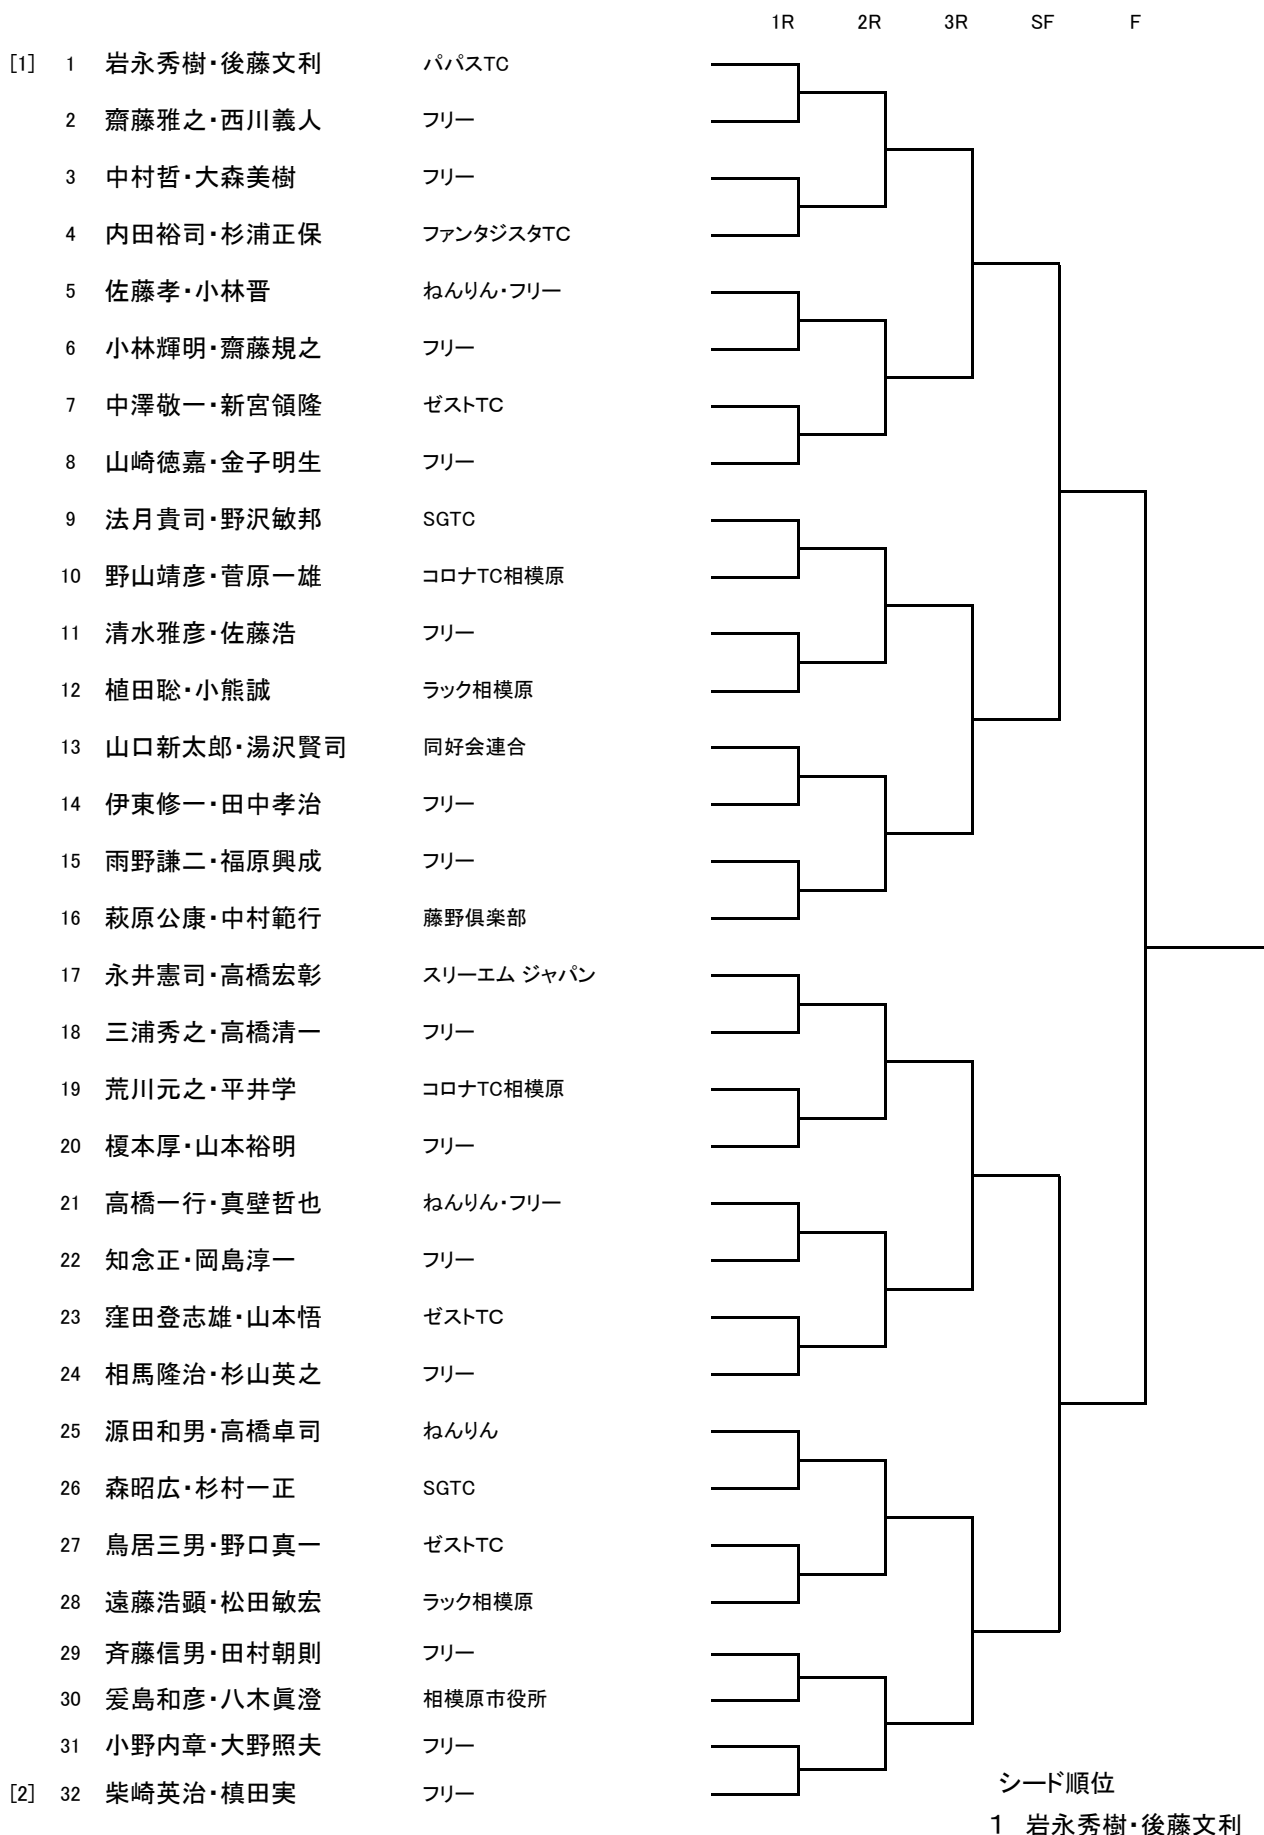 1R 2R 3R SF F
[1] 1 岩永秀樹・後藤文利 パパスTC
2 齋藤雅之・西川義人 フリー
3 中村哲・大森美樹 フリー
4 内田裕司・杉浦正保 ファンタジスタTC
5 佐藤孝・小林晋 ねんりん・フリー
6 小林輝明・齋藤規之 フリー
7 中澤敬一・新宮領隆 ゼストTC
8 山崎徳嘉・金子明生 フリー
9 法月貴司・野沢敏邦 SGTC
10 野山靖彦・菅原一雄 コロナTC相模原
11 清水雅彦・佐藤浩 フリー
12 植田聡・小熊誠 ラック相模原
13 山口新太郎・湯沢賢司 同好会連合
14 伊東修一・田中孝治 フリー
15 雨野謙二・福原興成 フリー
16 萩原公康・中村範行 藤野倶楽部
17 永井憲司・高橋宏彰 スリーエム ジャパン
18 三浦秀之・高橋清一 フリー
19 荒川元之・平井学 コロナTC相模原
20 榎本厚・山本裕明 フリー
21 高橋一行・真壁哲也 ねんりん・フリー
22 知念正・岡島淳一 フリー
23 窪田登志雄・山本悟 ゼストTC
24 相馬隆治・杉山英之 フリー
25 源田和男・高橋卓司 ねんりん
26 森昭広・杉村一正 SGTC
27 鳥居三男・野口真一 ゼストTC
28 遠藤浩顕・松田敏宏 ラック相模原
29 斉藤信男・田村朝則 フリー
30 爰島和彦・八木眞澄 相模原市役所
31 小野内章・大野照夫 フリー
[2] 32 柴崎英治・槙田実 フリー
シード順位
1 岩永秀樹・後藤文利